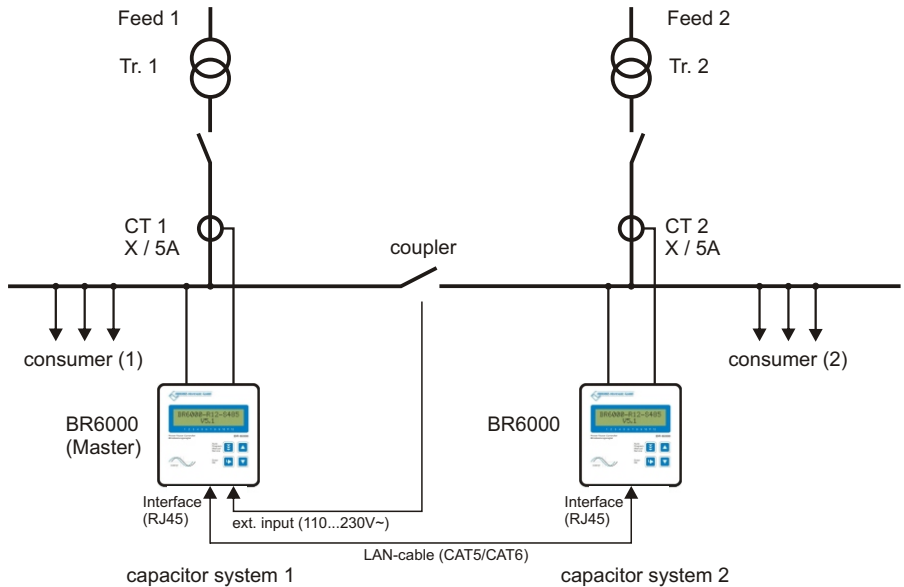 Feed 1
Feed 2
Tr. 1
Tr. 2
CT 1
X / 5A
coupler
CT 2
X / 5A
consumer (1)
consumer (2)
BR6000-R12-S485
V5.1
BR6000
(Master)
BR6000-R12-S485
V5.1
BR6000
Interface
(RJ45)
ext. input (110...230V~)
Interface
(RJ45)
LAN-cable (CAT5/CAT6)
capacitor system 1
capacitor system 2